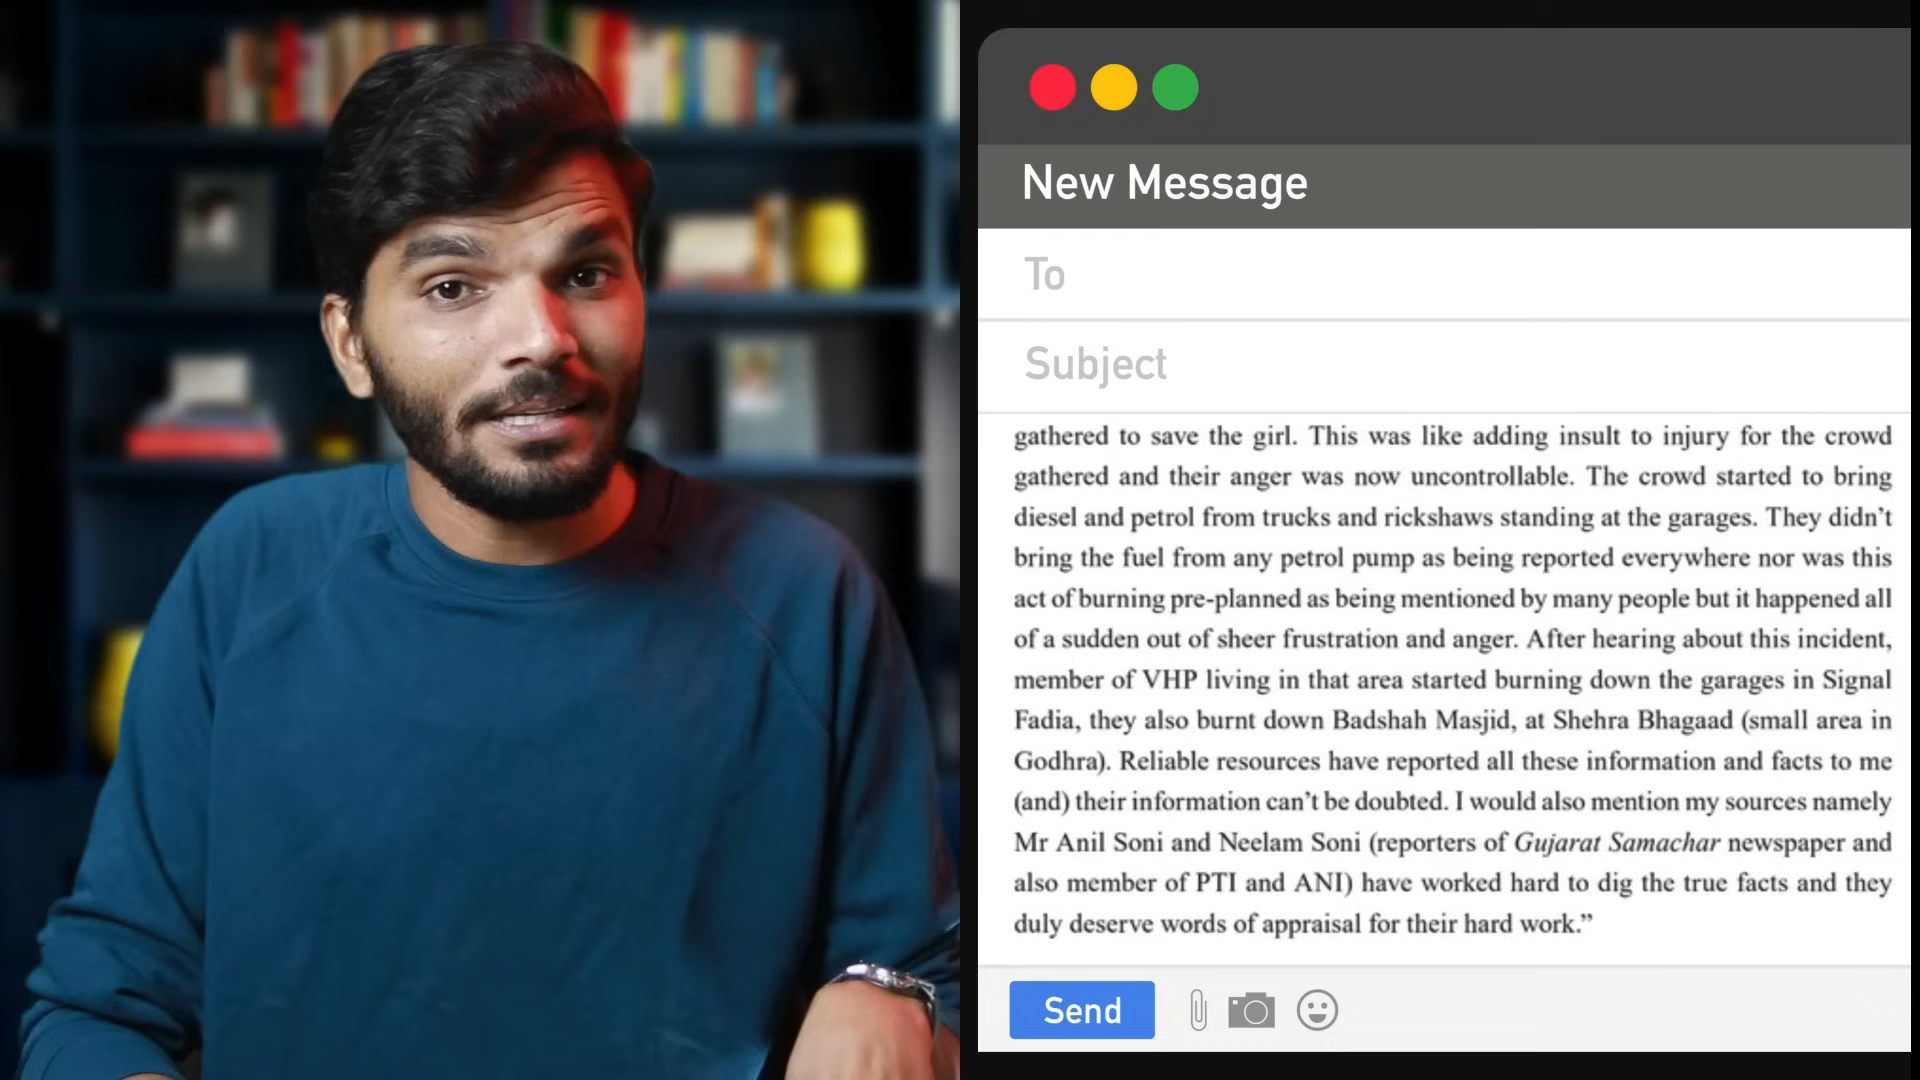 New Message
To
Subject
gathered to save the girl. This was like adding insult to injury for the crowd
gathered and their anger was now uncontrollable. The crowd started to bring
diesel and petrol from trucks and rickshaws standing at the garages. They didn’t
bring the fuel from any petrol pump as being reported everywhere nor was this
act of burning pre-planned as being mentioned by many people but it happened all
of a sudden out of sheer frustration and anger. After hearing about this incident,
member of VHP living in that area started burning down the garages in Signal
Fadia, they also burnt down Badshah Masjid, at Shehra Bhagaad (small area in
Godhra). Reliable resources have reported all these information and facts to me
(and) their information can’t be doubted. I would also mention my sources namely
Mr Anil Soni and Neelam Soni (reporters of Gujarat Samachar newspaper and
also member of PTI and ANI) have worked hard to dig the true facts and they
duly deserve words of appraisal for their hard work.”
Send